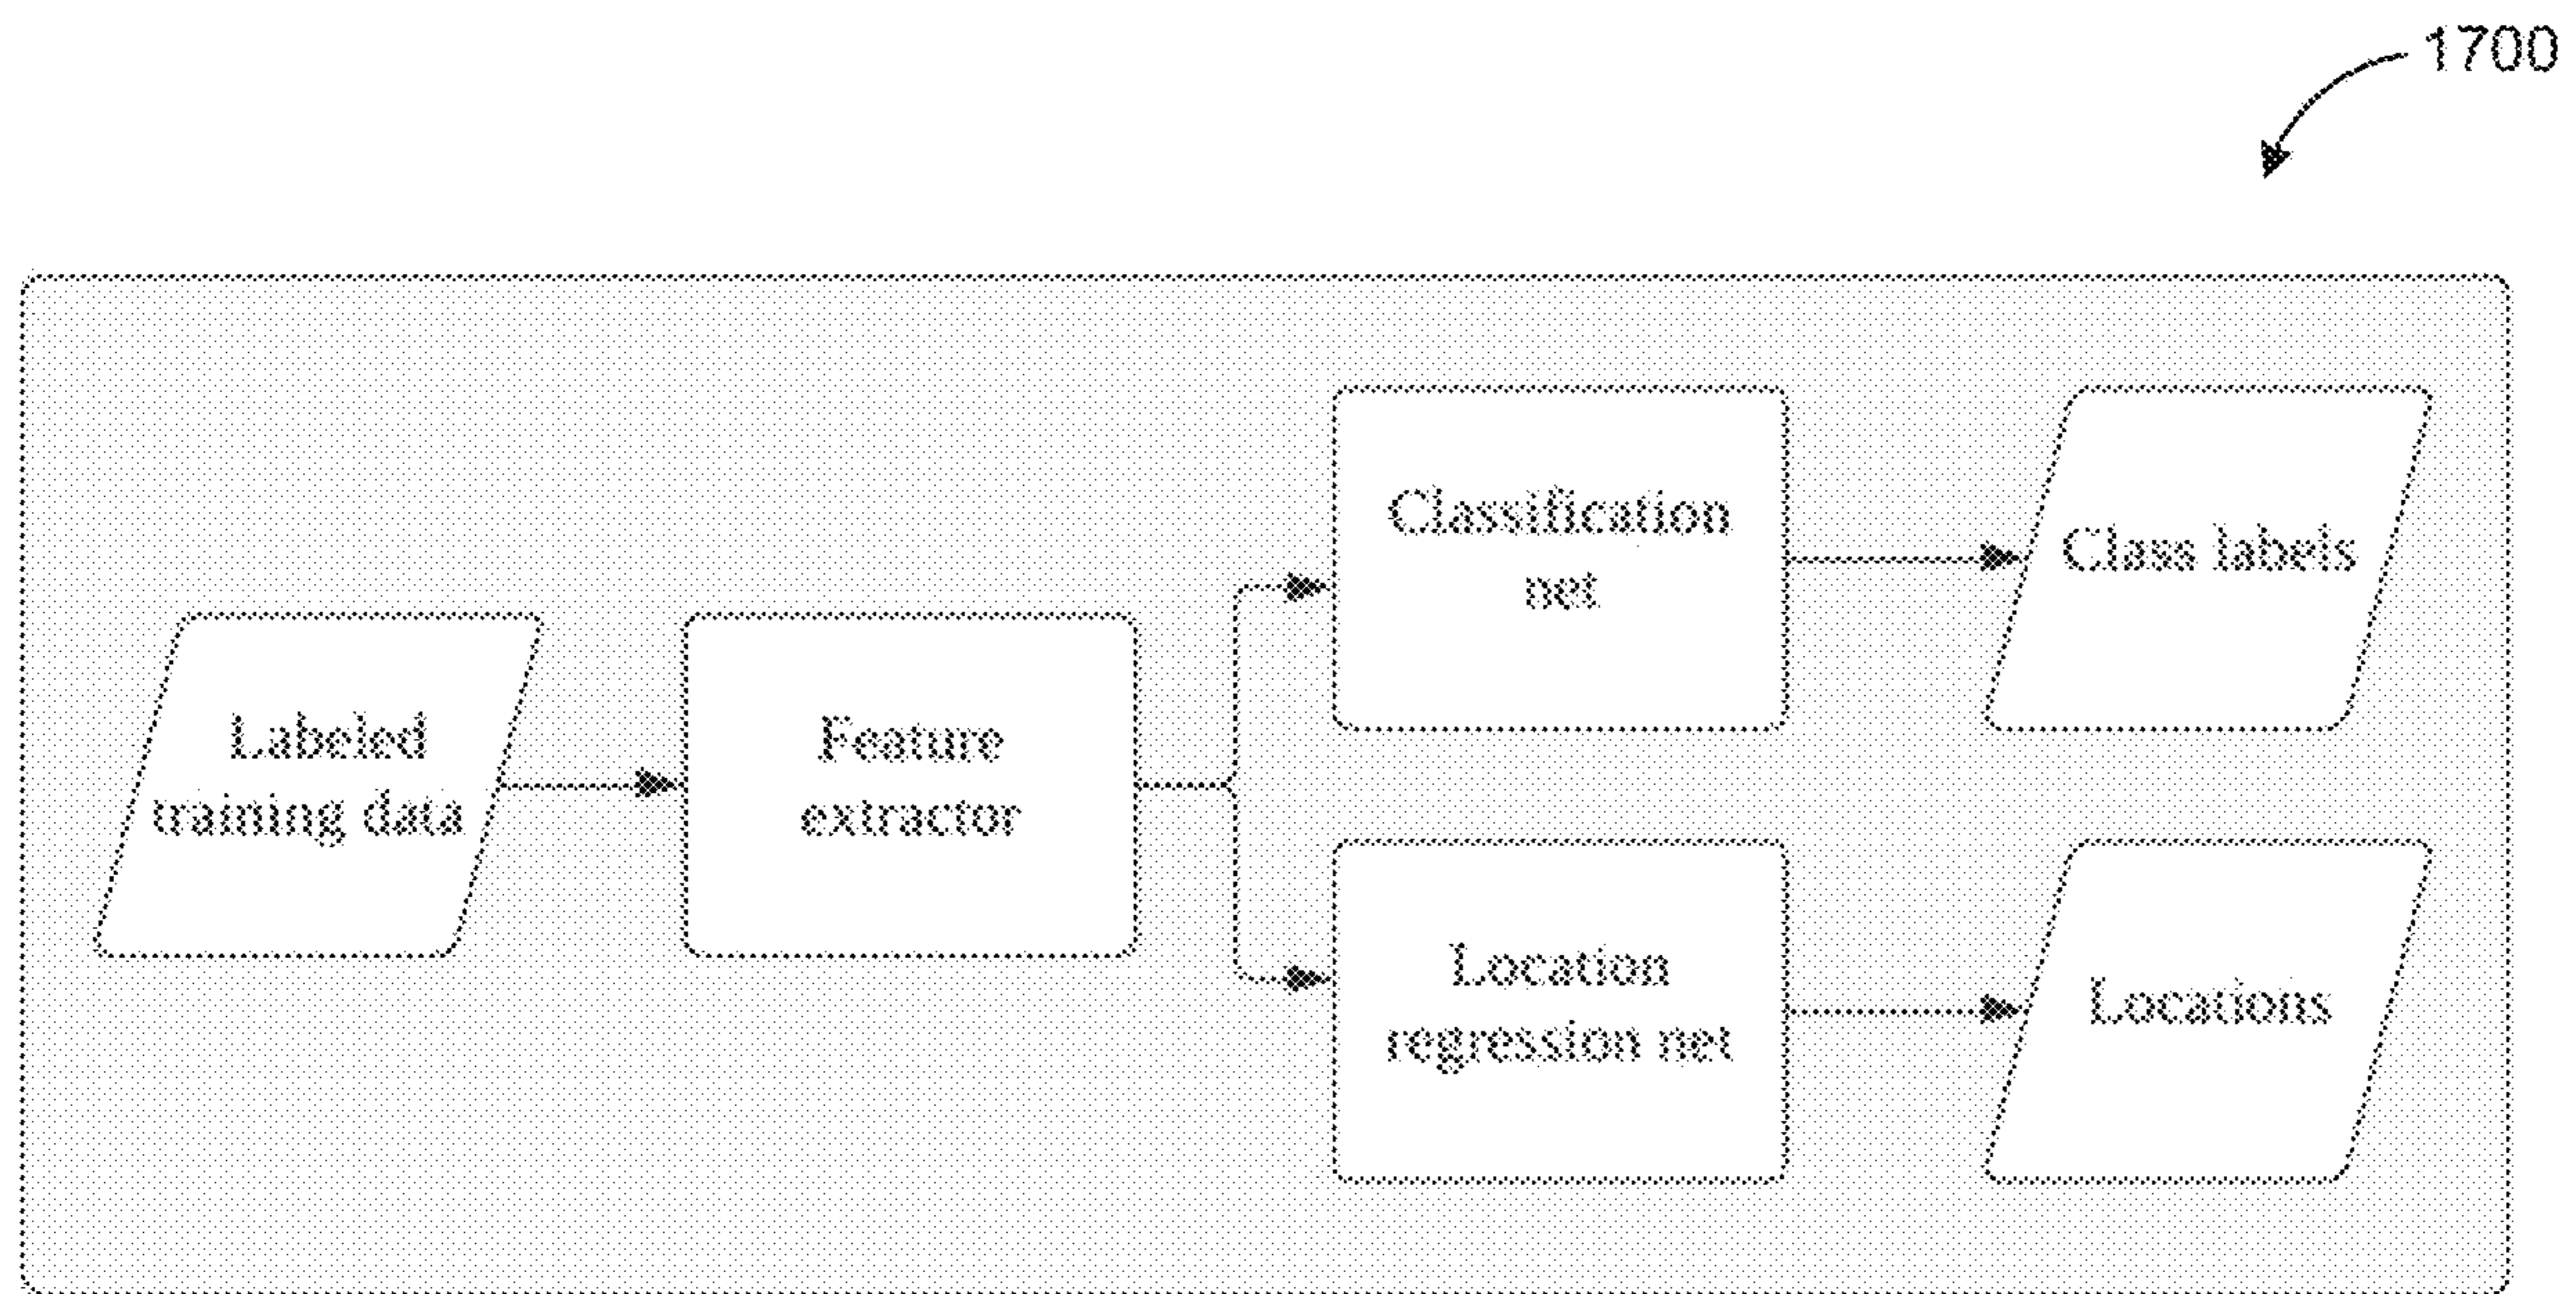 1700
Labeled
training data
Feature
extractor
Classification
net
Class labels
Location
regression net
Locations